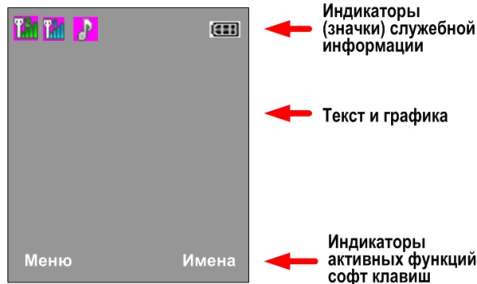 Индикаторы
(значки) служебной
информации
Текст и графика
Меню
Имена
Индикаторы
активных функций
софт клавиш